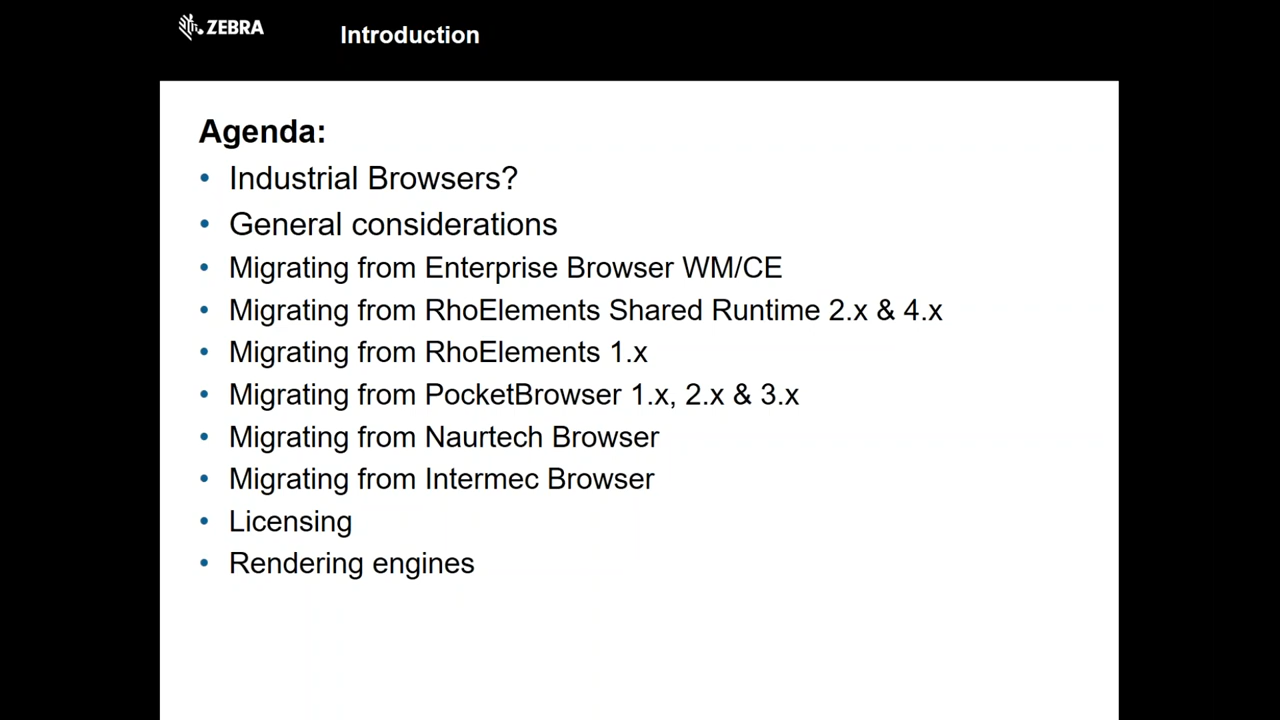 ZEBRA
Introduction
Agenda:
• Industrial Browsers?
• General considerations
• Migrating from Enterprise Browser WM/CE
• Migrating from RhoElements Shared Runtime 2.x & 4.x
• Migrating from RhoElements 1.x
• Migrating from PocketBrowser 1.x, 2.x & 3.x
• Migrating from Naurtech Browser
• Migrating from Intermec Browser
• Licensing
• Rendering engines